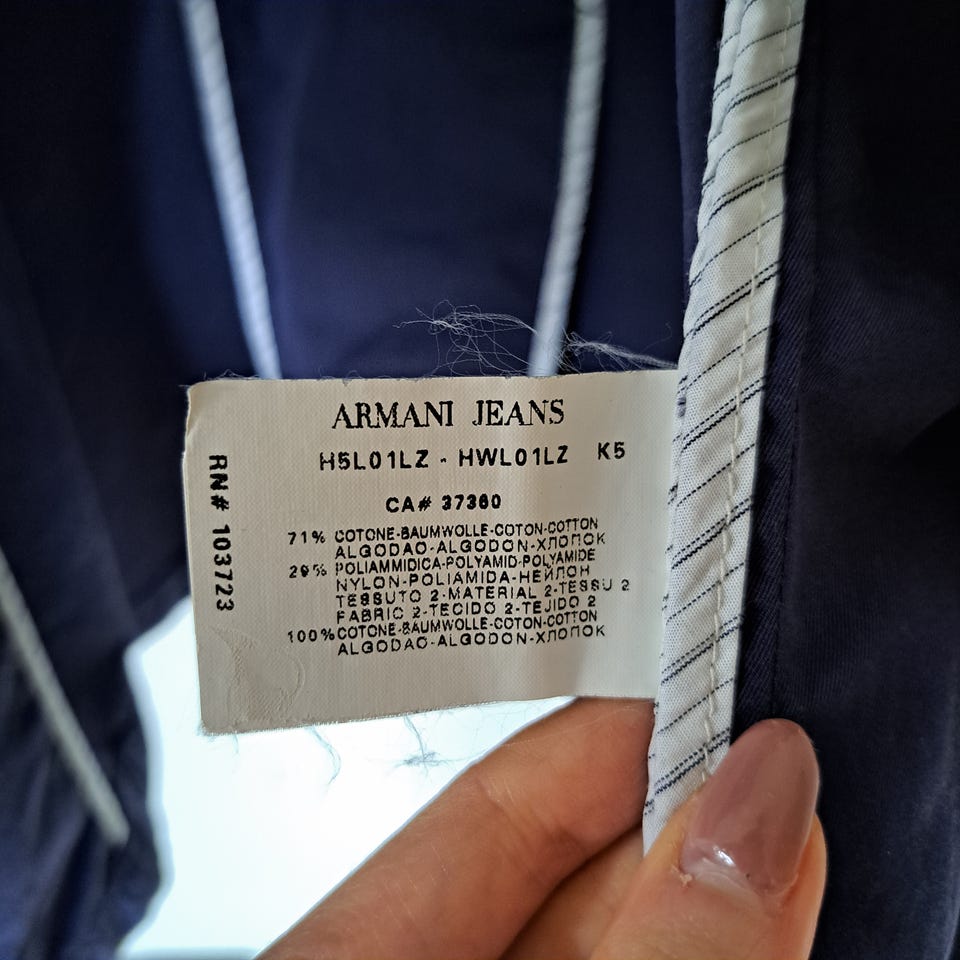 ARMANI JEANS
H5L01LZ - HWL01LZ K5
CA# 37360
71% COTONE-BAUMWOLLE-COTON-COTTON
ALGODAO-ALGODON-ХЛОПОК
29% POLIAMMIDICA-POLYAMID-POLYAMIDE
NYLON-POLIAMIDA-НЕЙЛОН
TESSUTO 2-MATERIAL 2-TESSU 2
FABRIC 2-TECIDO 2-TEJIDO 2
100% COTONE-BAUMWOLLE-COTON-COTTON
ALGODAO-ALGODON-ХЛОПОК
RN# 103723